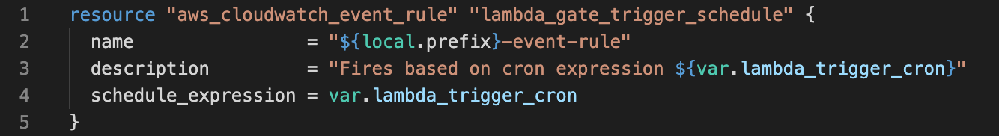 1 resource "aws_cloudwatch_event_rule" "lambda_gate_trigger_schedule" {
2   name                = "${local.prefix}-event-rule"
3   description         = "Fires based on cron expression ${var.lambda_trigger_cron}"
4   schedule_expression = var.lambda_trigger_cron
5 }